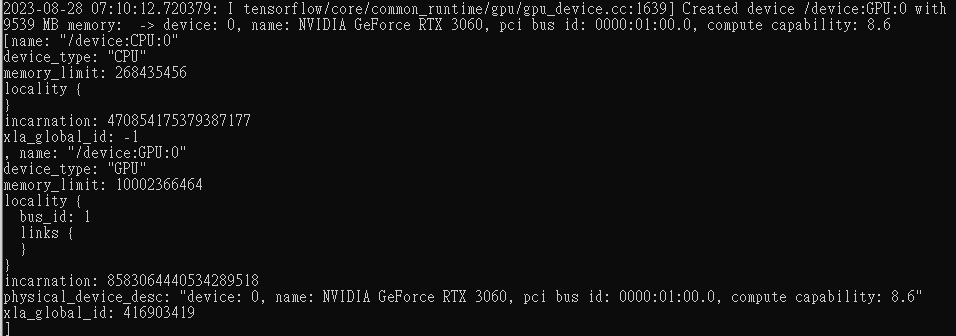 2023-08-28 07:10:12.720379: I tensorflow/core/common_runtime/gpu/gpu_device.cc:1639] Created device /device:GPU:0 with
9539 MB memory:  -> device: 0, name: NVIDIA GeForce RTX 3060, pci bus id: 0000:01:00.0, compute capability: 8.6
[name: "/device:CPU:0"
device_type: "CPU"
memory_limit: 268435456
locality {
}
incarnation: 470854175379387177
xla_global_id: -1
, name: "/device:GPU:0"
device_type: "GPU"
memory_limit: 10002366464
locality {
  bus_id: 1
  links {
  }
}
incarnation: 8583064440534289518
physical_device_desc: "device: 0, name: NVIDIA GeForce RTX 3060, pci bus id: 0000:01:00.0, compute capability: 8.6"
xla_global_id: 416903419
]